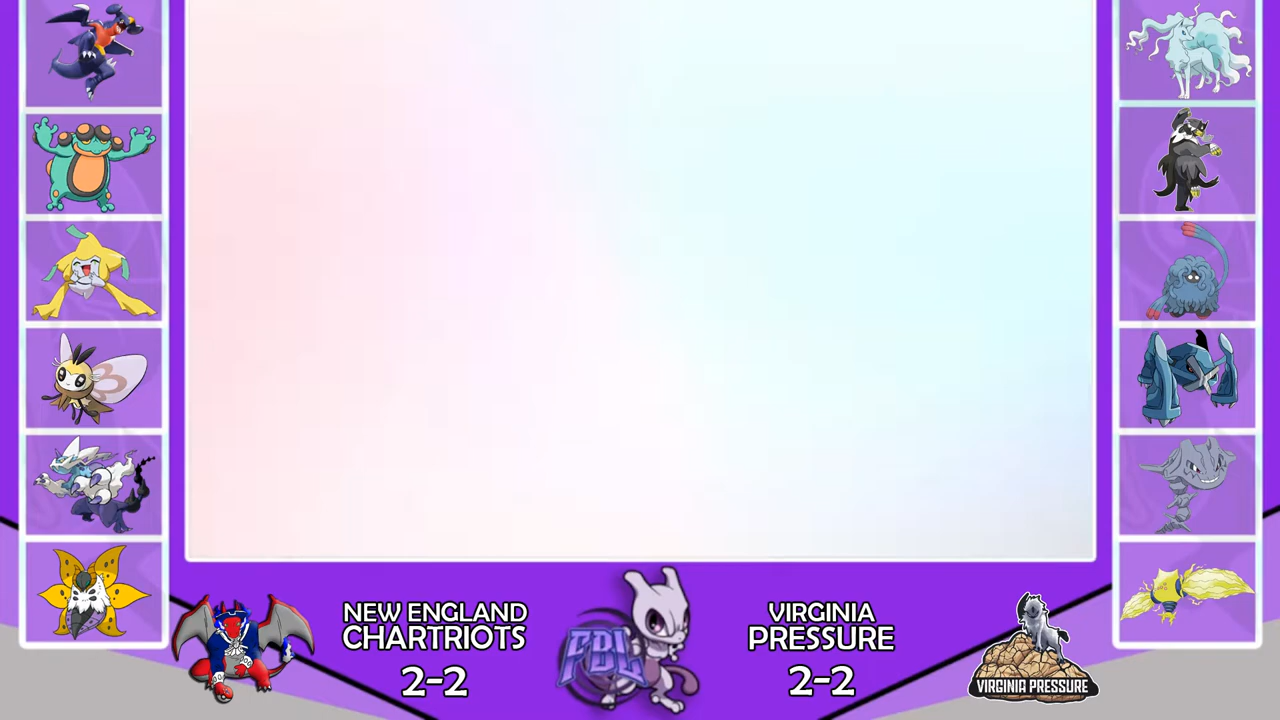 NEW ENGLAND
CHARTRIOTS
2-2
FBL
VIRGINIA
PRESSURE
2-2
VIRGINIA PRESSURE